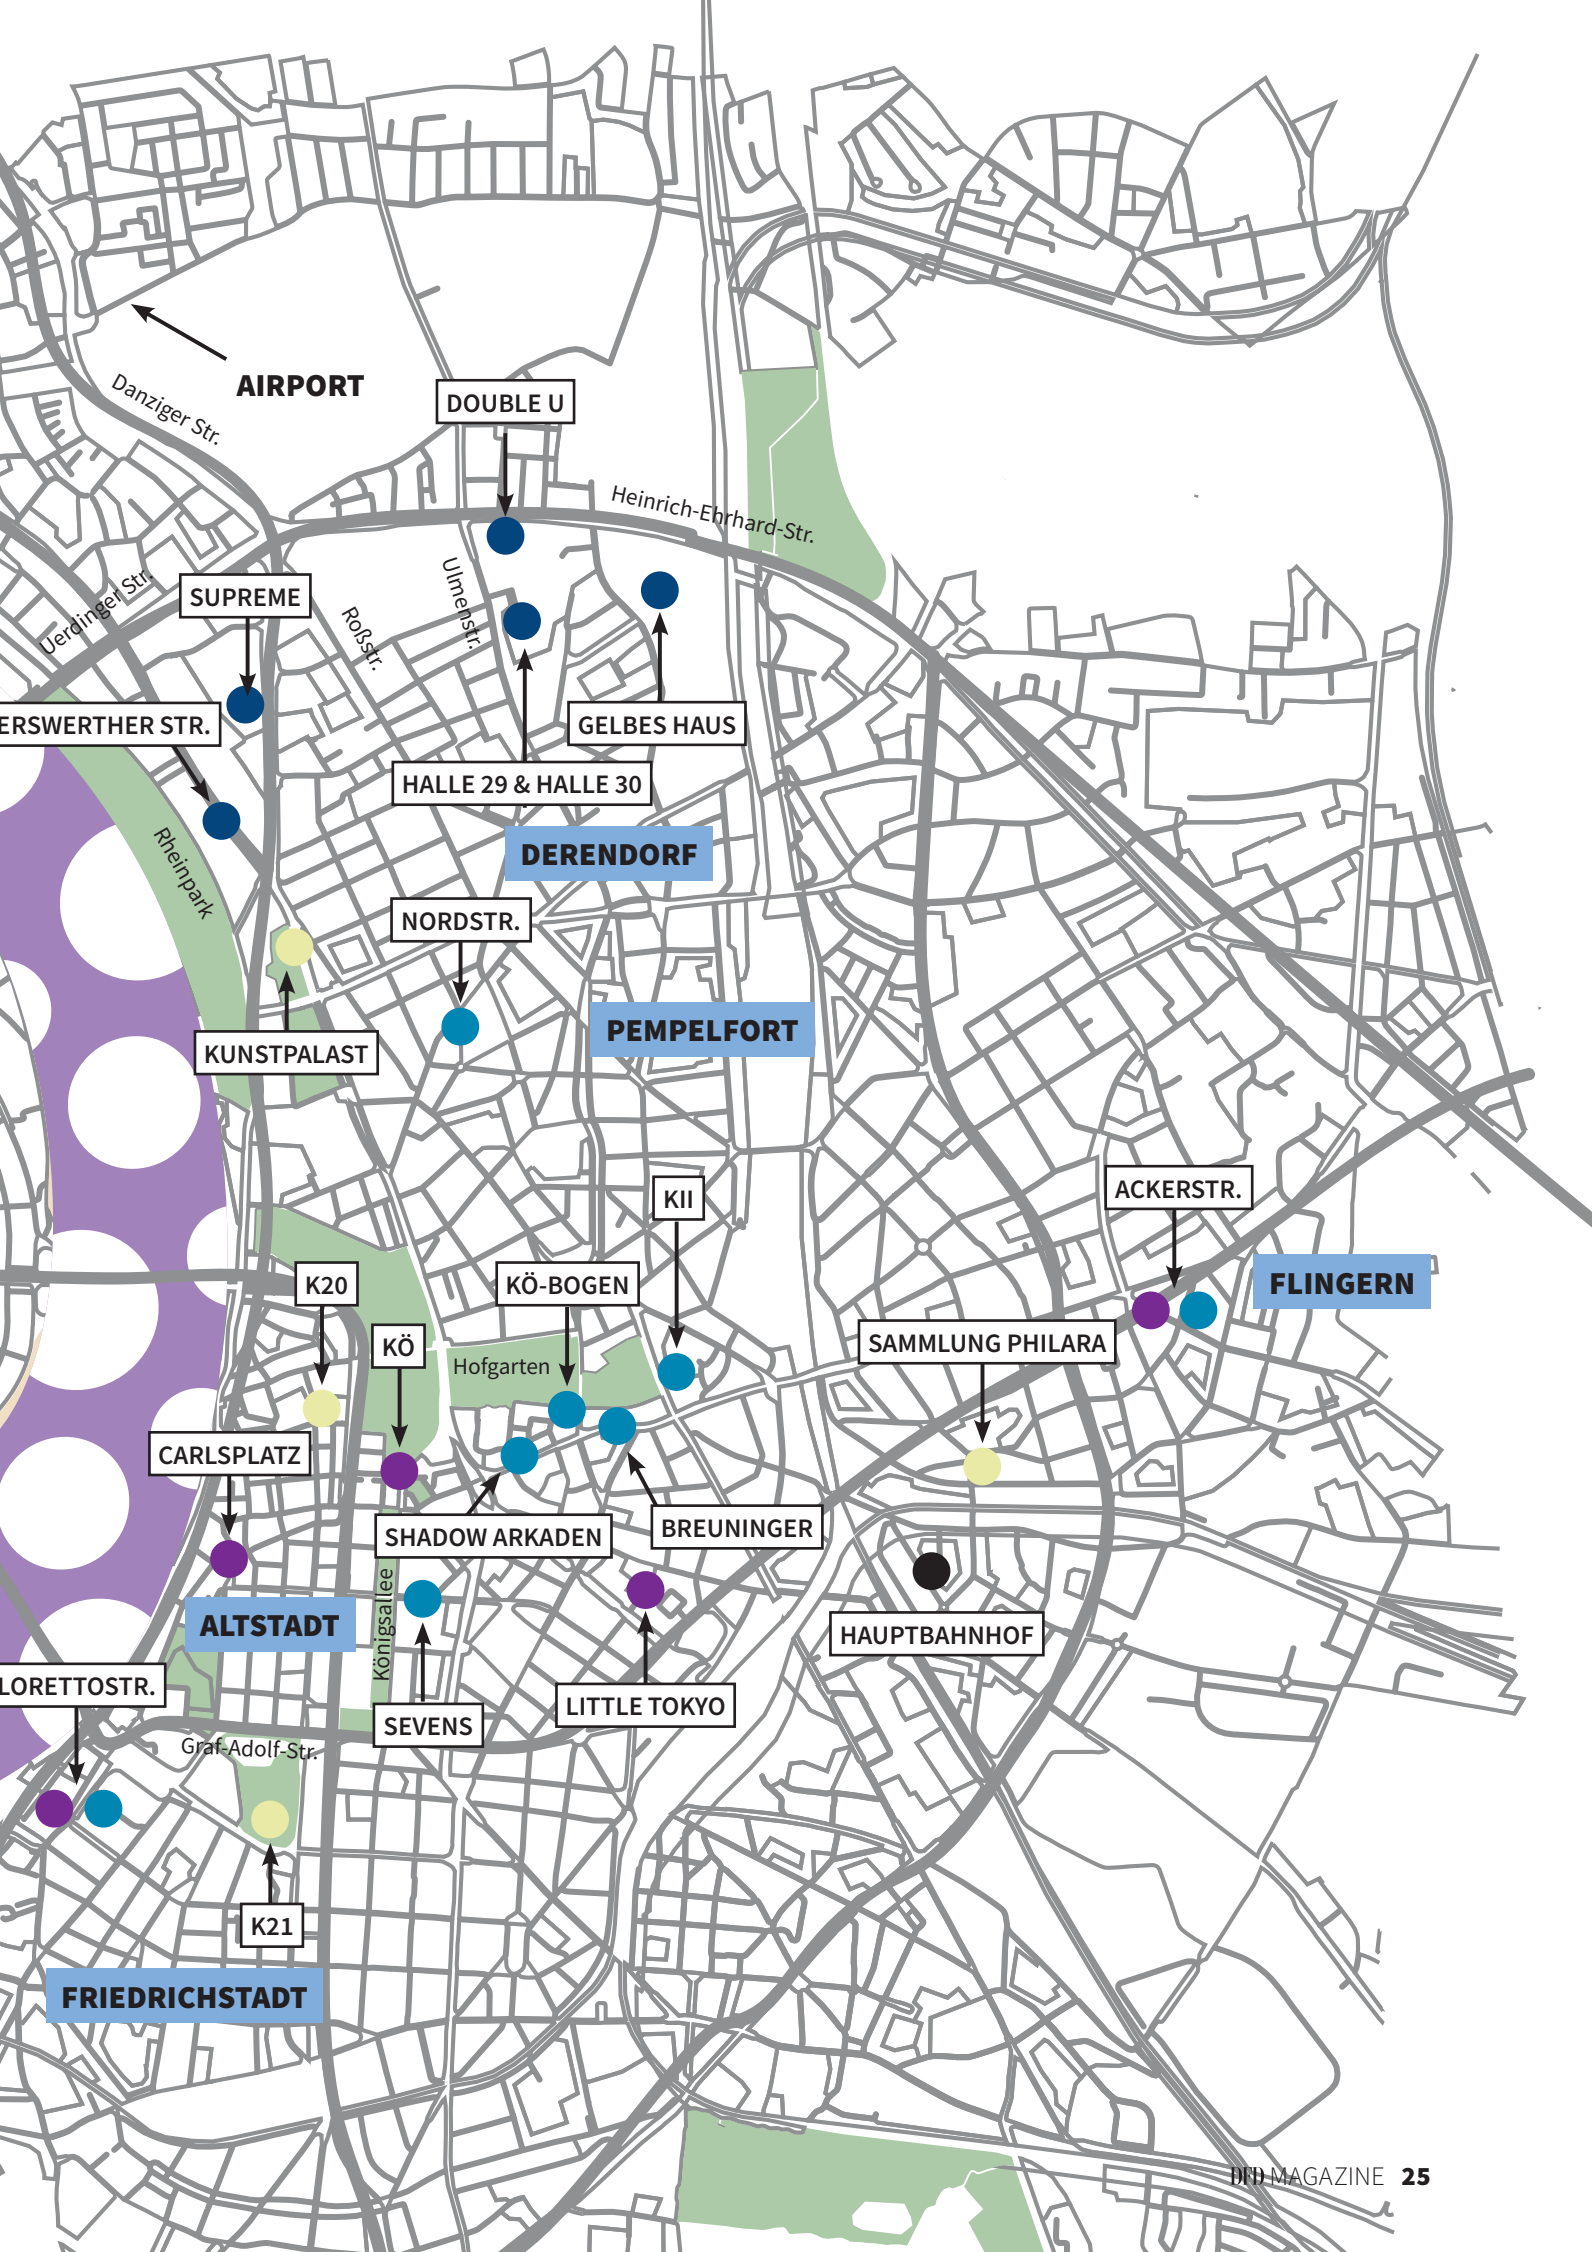 AIRPORT
Danziger Str.
DOUBLE U
Heinrich-Ehrhard-Str.
Uerdinger Str.
SUPREME
Roßstr.
Ulmenstr.
ERSWERTHER STR.
GELBES HAUS
HALLE 29 & HALLE 30
Rheinpark
DERENDORF
NORDSTR.
KUNSTPALAST
PEMPELFORT
KII
ACKERSTR.
K20
KÖ-BOGEN
FLINGERN
KÖ
Hofgarten
SAMMLUNG PHILARA
CARLSPLATZ
SHADOW ARKADEN
BREUNINGER
Königsallee
ALTSTADT
HAUPTBAHNHOF
LORETTOSTR.
SEVENS
LITTLE TOKYO
Graf-Adolf-Str.
K21
FRIEDRICHSTADT
DFD MAGAZINE 25